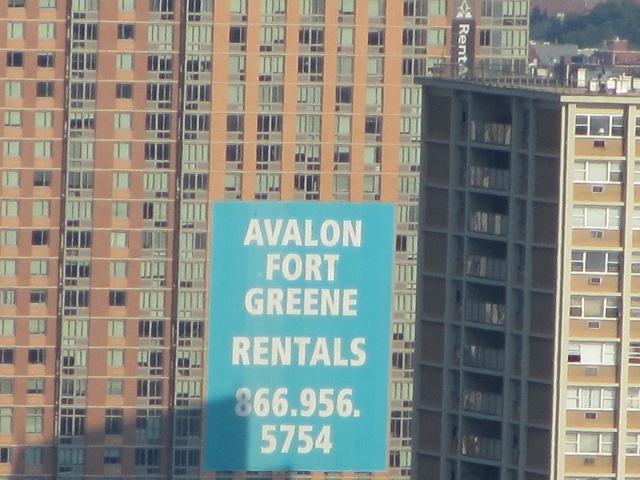 Rent
AVALON
FORT
GREENE
RENTALS
866.956.
5754